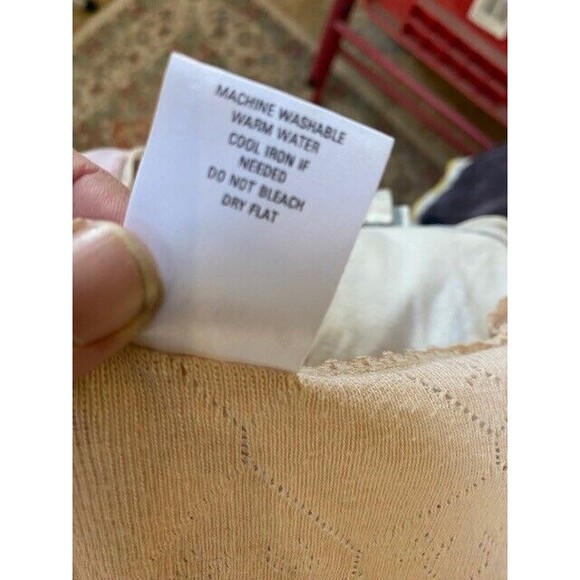 MACHINE WASHABLE
WARM WATER
COOL IRON IF
NEEDED
DO NOT BLEACH
DRY FLAT